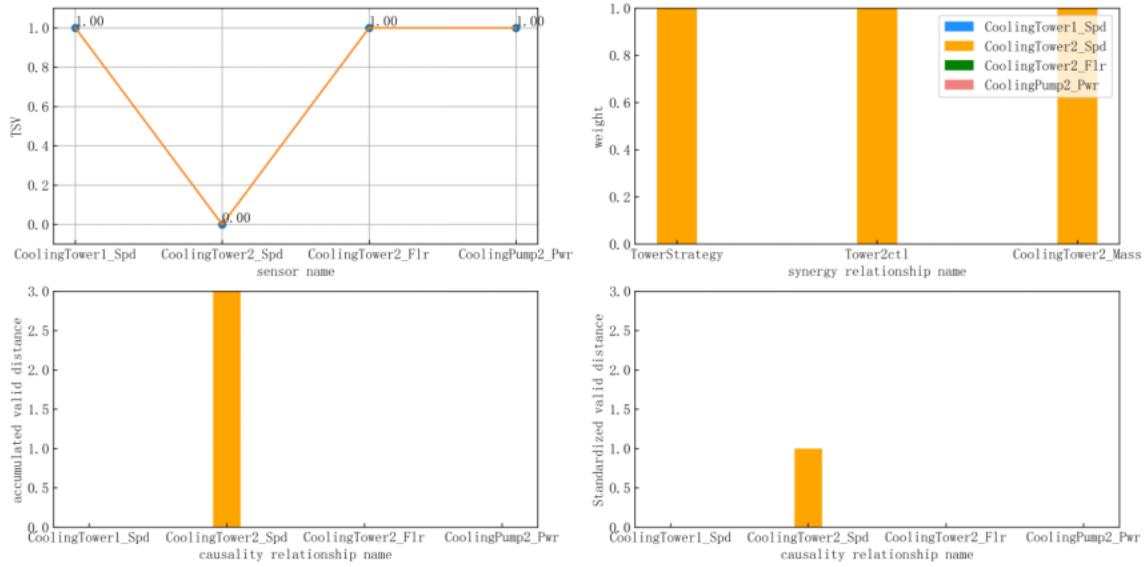 1.00
1.00
1.00
0.00
1.0
0.8
0.6
0.4
0.2
0.0
TSV
CoolingTower1_Spd
CoolingTower2_Spd
CoolingTower2_Flr
CoolingPump2_Pwr
sensor name
1.0
0.8
0.6
0.4
0.2
0.0
weight
CoolingTower1_Spd
CoolingTower2_Spd
CoolingTower2_Flr
CoolingPump2_Pwr
TowerStrategy
Tower2ctl
CoolingTower2_Mass
synergy relationship name
3.0
2.5
2.0
1.5
1.0
0.5
0.0
accumulated valid distance
CoolingTower1_Spd
CoolingTower2_Spd
CoolingTower2_Flr
CoolingPump2_Pwr
causality relationship name
3.0
2.5
2.0
1.5
1.0
0.5
0.0
Standardized valid distance
CoolingTower1_Spd
CoolingTower2_Spd
CoolingTower2_Flr
CoolingPump2_Pwr
causality relationship name